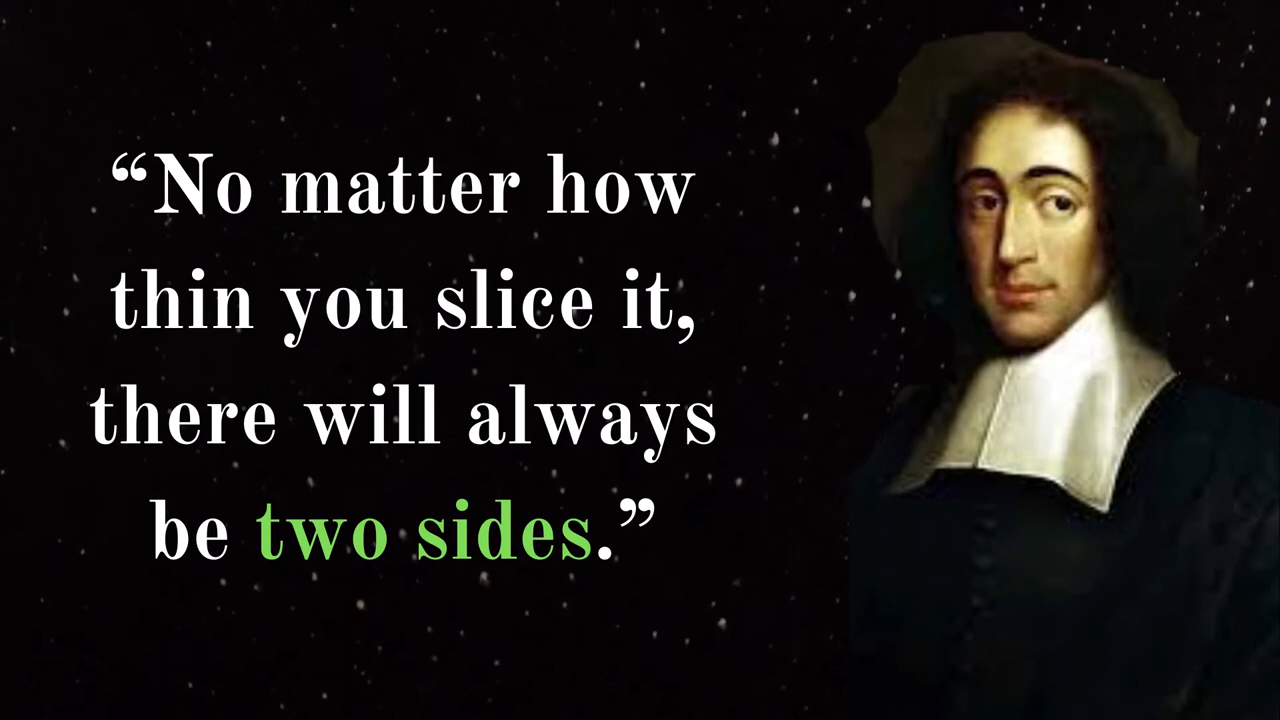 “No matter how
thin you slice it,
there will always
be two sides.”